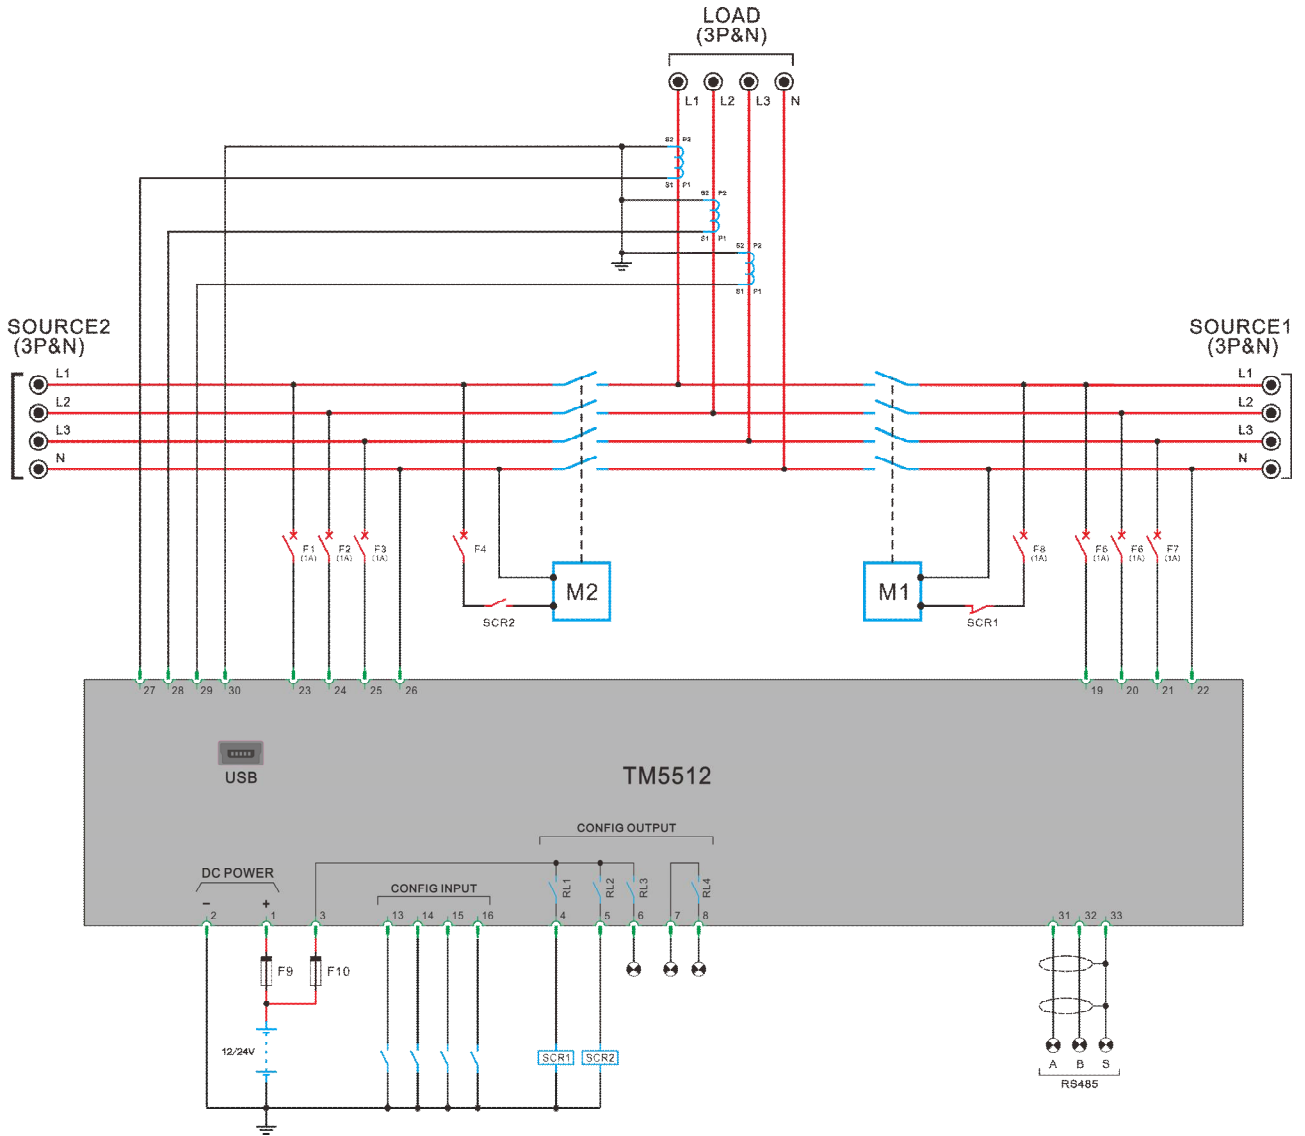 LOAD
(3P&N)
L1 L2 L3 N
S2 P2
S1 P1
S2 P2
S1 P1
S2 P2
S1 P1
SOURCE2
(3P&N)
SOURCE1
(3P&N)
L1 L1
L2 L2
L3 L3
N N
F1 (1A) F2 (1A) F3 (1A) F4 F8 (1A) F5 (1A) F6 (1A) F7 (1A)
M2 M1
SCR2 SCR1
27 28 29 30 23 24 25 26 19 20 21 22
USB
TM5512
CONFIG OUTPUT
DC POWER
CONFIG INPUT
RL1 RL2 RL3 RL4
− +
2 1 3 13 14 15 16 4 5 6 7 8 31 32 33
F9 F10
12/24V
SCR1 SCR2
A B S
RS485